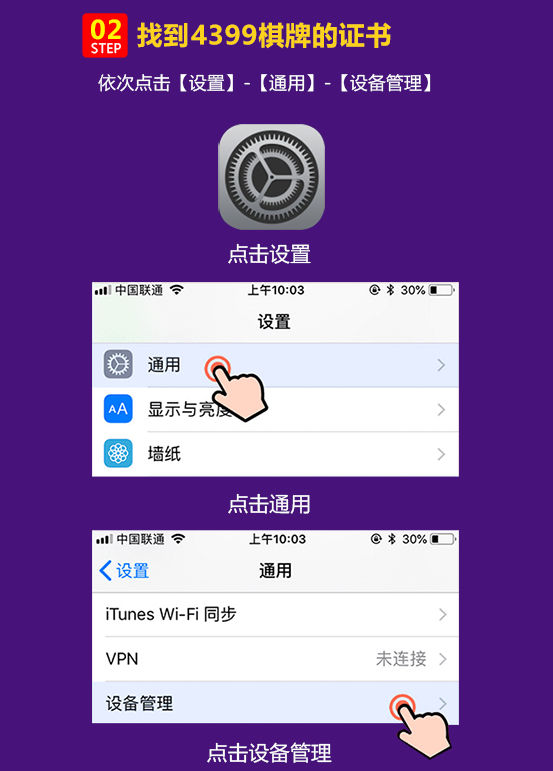 02
STEP
找到4399棋牌的证书
依次点击【设置】-【通用】-【设备管理】
点击设置
中国联通 上午10:03 30%
设置
通用
AA 显示与亮度
墙纸
点击通用
中国联通 上午10:03 30%
设置 通用
iTunes Wi-Fi 同步
VPN 未连接
设备管理
点击设备管理